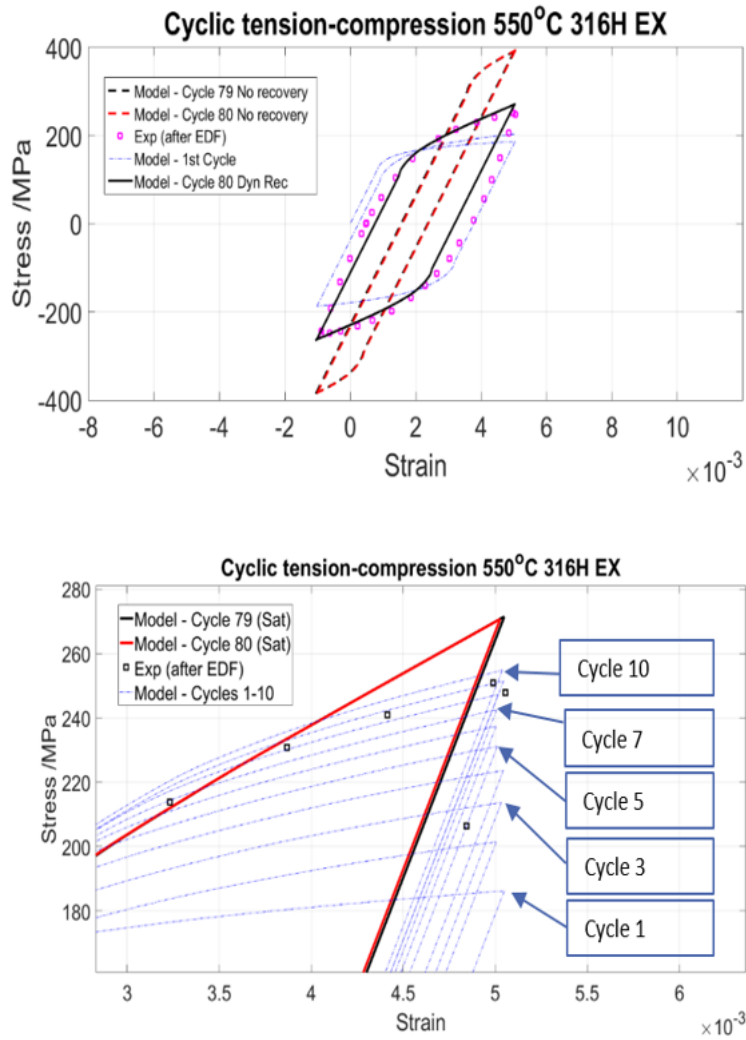 Cyclic tension-compression 550°C 316H EX
Stress /MPa
400
200
0
-200
-400
Model - Cycle 79 No recovery
Model - Cycle 80 No recovery
Exp (after EDF)
Model - 1st Cycle
Model - Cycle 80 Dyn Rec
-8 -6 -4 -2 0 2 4 6 8 10
Strain
×10⁻³
Cyclic tension-compression 550°C 316H EX
Stress/MPa
280
260
240
220
200
180
Model - Cycle 79 (Sat)
Model - Cycle 80 (Sat)
Exp (after EDF)
Model - Cycles 1-10
Cycle 10
Cycle 7
Cycle 5
Cycle 3
Cycle 1
3 3.5 4 4.5 5 5.5 6
Strain
×10⁻³